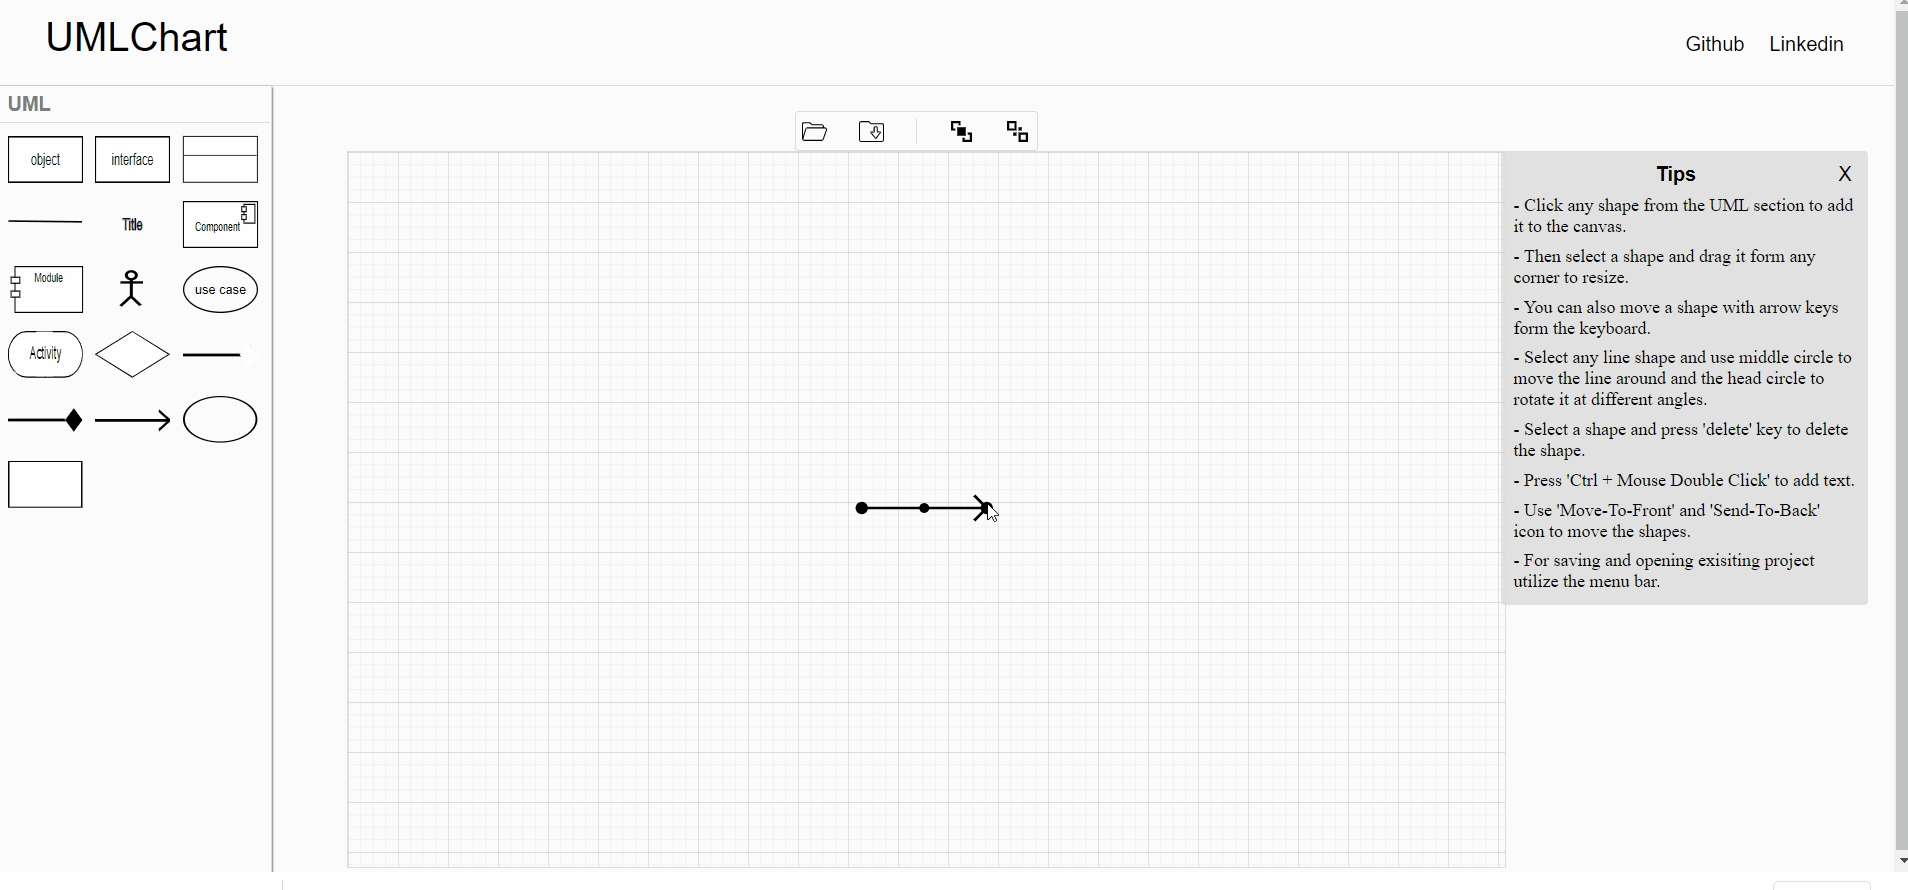 UMLChart
Github Linkedin
UML
object interface
Title
Component
Module
use case
Activity
Tips X
- Click any shape from the UML section to add
it to the canvas.
- Then select a shape and drag it form any
corner to resize.
- You can also move a shape with arrow keys
form the keyboard.
- Select any line shape and use middle circle to
move the line around and the head circle to
rotate it at different angles.
- Select a shape and press 'delete' key to delete
the shape.
- Press 'Ctrl + Mouse Double Click' to add text.
- Use 'Move-To-Front' and 'Send-To-Back'
icon to move the shapes.
- For saving and opening exisiting project
utilize the menu bar.